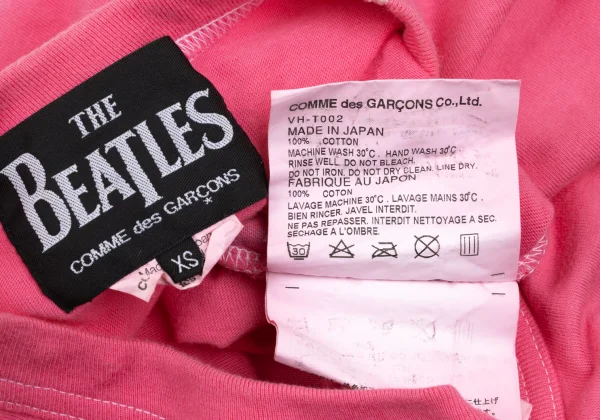 THE
BEATLES
COMME des GARÇONS
*
XS
COMME des GARÇONS Co., Ltd.
VH-T002
MADE IN JAPAN
100% COTTON
MACHINE WASH 30°C. HAND WASH 30°C
RINSE WELL. DO NOT BLEACH.
DO NOT IRON. DO NOT DRY CLEAN. LINE DRY.
FABRIQUE AU JAPON
100% COTON
LAVAGE MACHINE 30°C. LAVAGE MAINS 30°C.
BIEN RINCER. JAVEL INTERDIT.
NE PAS REPASSER. INTERDIT NETTOYAGE A SEC.
SECHAGE A L'OMBRE.
30